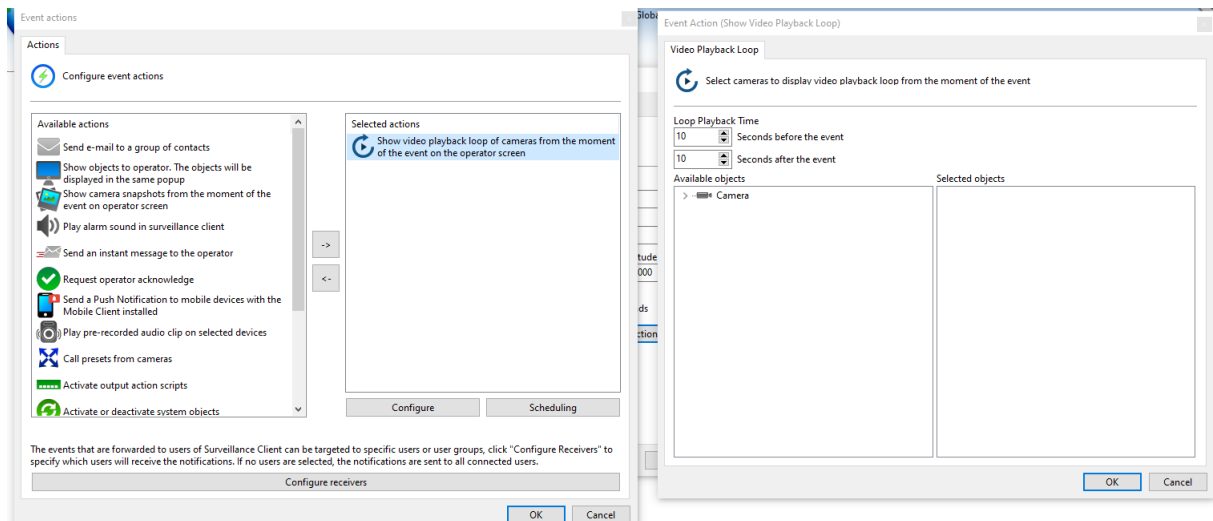 Event actions
Actions
Configure event actions
Available actions
Send e-mail to a group of contacts
Show objects to operator. The objects will be
displayed in the same popup
Show camera snapshots from the moment of the
event on operator screen
Play alarm sound in surveillance client
Send an instant message to the operator
Request operator acknowledge
Send a Push Notification to mobile devices with the
Mobile Client installed
Play pre-recorded audio clip on selected devices
Call presets from cameras
Activate output action scripts
Activate or deactivate system objects
->
<-
Selected actions
Show video playback loop of cameras from the moment
of the event on the operator screen
Configure
Scheduling
The events that are forwarded to users of Surveillance Client can be targeted to specific users or user groups, click "Configure Receivers" to
specify which users will receive the notifications. If no users are selected, the notifications are sent to all connected users.
Configure receivers
OK
Cancel
Globa
tude
000
ds
ction
Event Action (Show Video Playback Loop)
Video Playback Loop
Select cameras to display video playback loop from the moment of the event
Loop Playback Time
10
Seconds before the event
10
Seconds after the event
Available objects
Camera
Selected objects
OK
Cancel